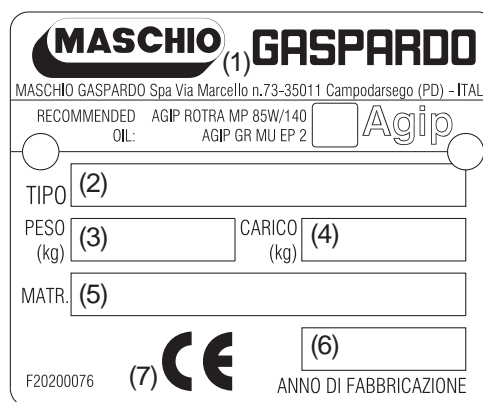 MASCHIO (1) GASPARDO
MASCHIO GASPARDO Spa Via Marcello n.73-35011 Campodarsego (PD) - ITAL
RECOMMENDED AGIP ROTRA MP 85W/140
OIL: AGIP GR MU EP 2
Agip
TIPO (2)
PESO (kg) (3) CARICO (kg) (4)
MATR. (5)
(6)
F20200076 (7) CE ANNO DI FABBRICAZIONE